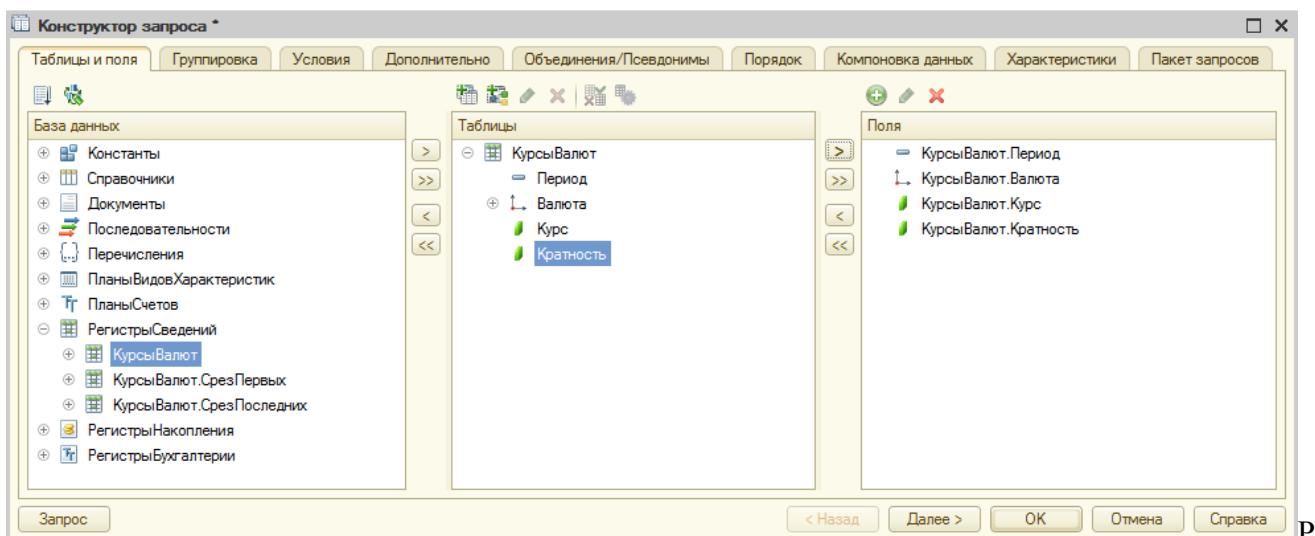 Конструктор запроса *
Таблицы и поля Группировка Условия Дополнительно Объединения/Псевдонимы Порядок Компоновка данных Характеристики Пакет запросов
База данных
Константы
Справочники
Документы
Последовательности
Перечисления
ПланыВидовХарактеристик
ПланыСчетов
РегистрыСведений
КурсыВалют
КурсыВалют.СрезПервых
КурсыВалют.СрезПоследних
РегистрыНакопления
РегистрыБухгалтерии
>
>>
<
<<
Таблицы
КурсыВалют
Период
Валюта
Курс
Кратность
>
>>
<
<<
Поля
КурсыВалют.Период
КурсыВалют.Валюта
КурсыВалют.Курс
КурсыВалют.Кратность
Запрос < Назад Далее > ОК Отмена Справка
Р